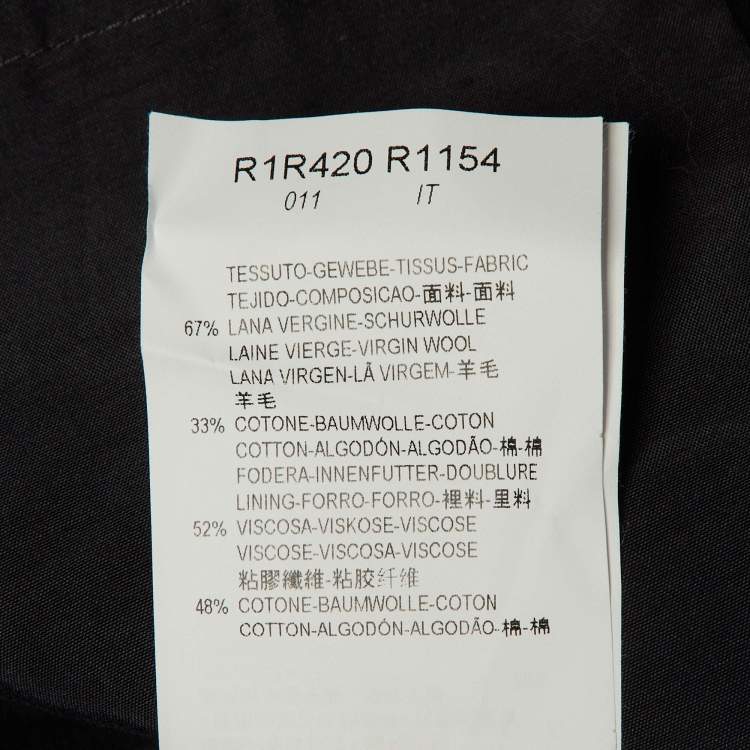 R1R420 R1154
011 IT
TESSUTO-GEWEBE-TISSUS-FABRIC
TEJIDO-COMPOSICAO-面料-面料
67% LANA VERGINE-SCHURWOLLE
LAINE VIERGE-VIRGIN WOOL
LANA VIRGEN-LÃ VIRGEM-羊毛
羊毛
33% COTONE-BAUMWOLLE-COTON
COTTON-ALGODÓN-ALGODÃO-棉-棉
FODERA-INNENFUTTER-DOUBLURE
LINING-FORRO-FORRO-裡料-里料
52% VISCOSA-VISKOSE-VISCOSE
VISCOSE-VISCOSA-VISCOSE
粘膠纖維-粘胶纤维
48% COTONE-BAUMWOLLE-COTON
COTTON-ALGODÓN-ALGODÃO-棉-棉